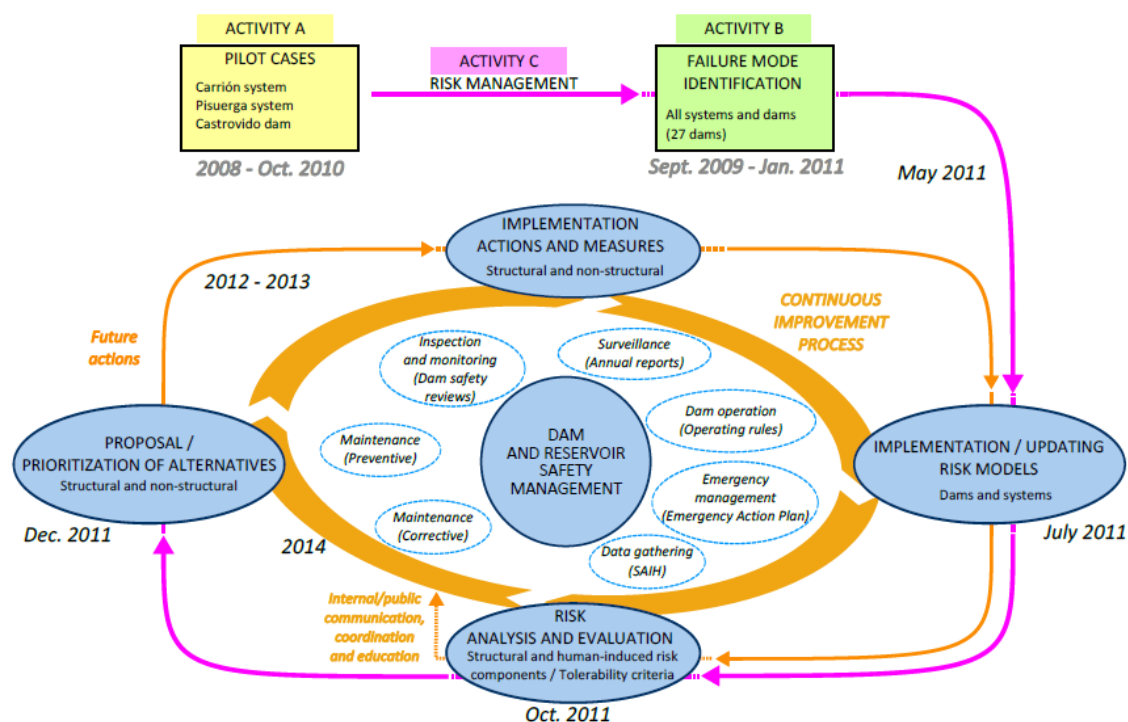 ACTIVITY A
PILOT CASES
Carrión system
Pisuerga system
Castrovido dam
2008 - Oct. 2010
ACTIVITY C
RISK MANAGEMENT
ACTIVITY B
FAILURE MODE
IDENTIFICATION
All systems and dams
(27 dams)
Sept. 2009 - Jan. 2011
May 2011
IMPLEMENTATION
ACTIONS AND MEASURES
Structural and non-structural
2012 - 2013
Future
actions
CONTINUOUS
IMPROVEMENT
PROCESS
Inspection
and monitoring
(Dam safety
reviews)
Surveillance
(Annual reports)
Maintenance
(Preventive)
DAM
AND RESERVOIR
SAFETY
MANAGEMENT
Dam operation
(Operating rules)
Emergency
management
(Emergency Action Plan)
Maintenance
(Corrective)
Data gathering
(SAIH)
PROPOSAL /
PRIORITIZATION OF ALTERNATIVES
Structural and non-structural
Dec. 2011
IMPLEMENTATION / UPDATING
RISK MODELS
Dams and systems
July 2011
2014
Internal/public
communication,
coordination
and education
RISK
ANALYSIS AND EVALUATION
Structural and human-induced risk
components / Tolerability criteria
Oct. 2011